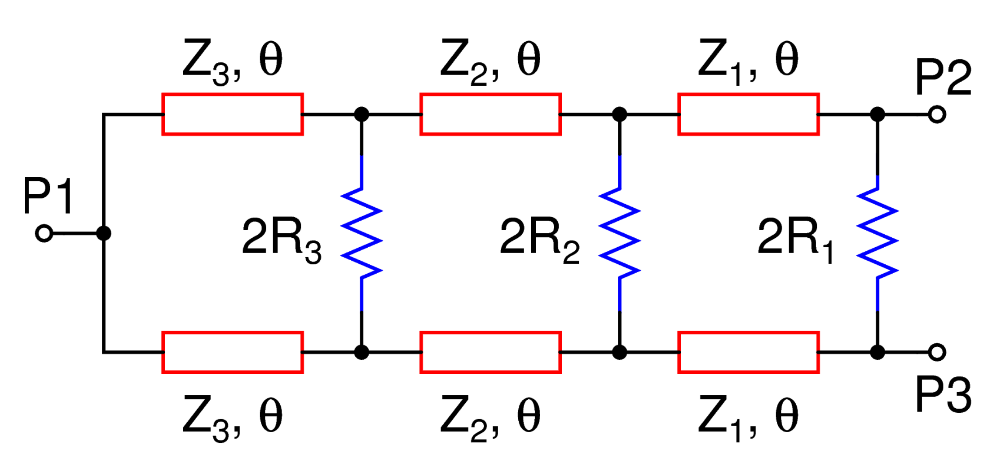 Z₃, θ Z₂, θ Z₁, θ
P2
P1
2R₃ 2R₂ 2R₁
P3
Z₃, θ Z₂, θ Z₁, θ